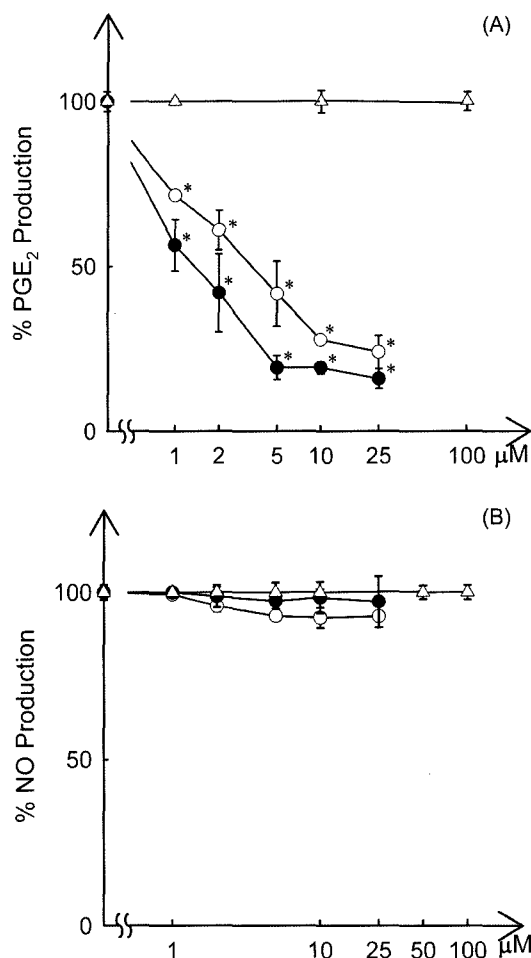 (A)
100
50
0
% PGE₂ Production
* * * * *
* * * * *
1 2 5 10 25 100 μM
(B)
100
50
0
% NO Production
1 10 25 50 100 μM